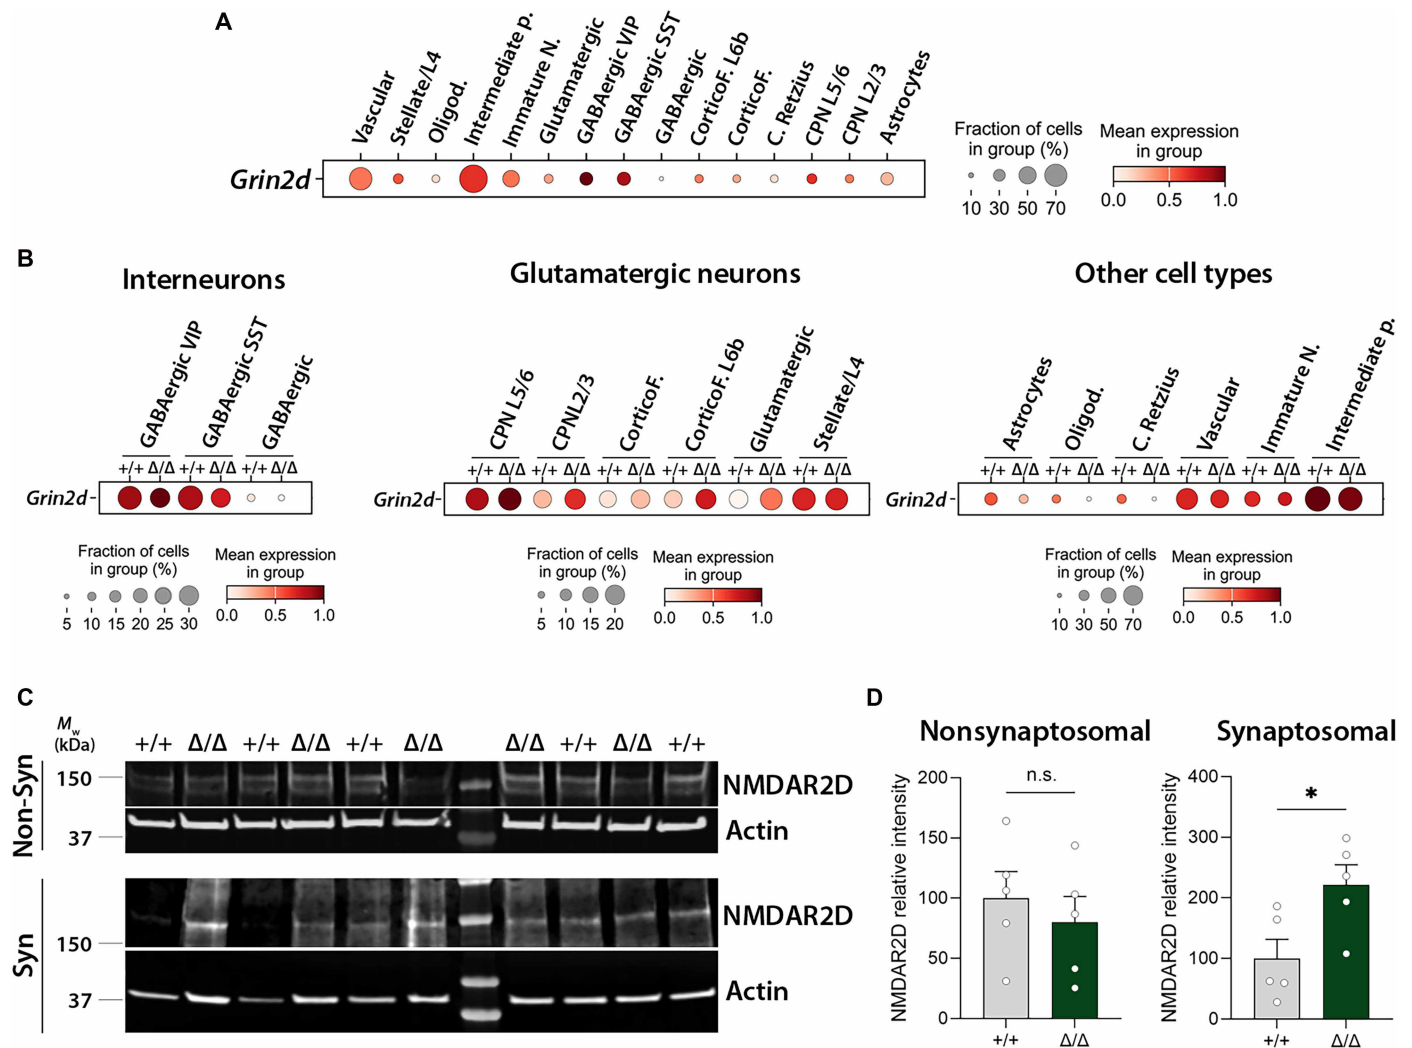 A
Vascular
Stellate/L4
Oligod.
Intermediate p.
Immature N.
Glutamatergic
GABAergic VIP
GABAergic SST
GABAergic
CorticoF. L6b
CorticoF.
C. Retzius
CPN L5/6
CPN L2/3
Astrocytes
Grin2d
Fraction of cells
in group (%)
10 30 50 70
Mean expression
in group
0.0 0.5 1.0
B
Interneurons
GABAergic VIP
GABAergic SST
GABAergic
+/+ Δ/Δ +/+ Δ/Δ +/+ Δ/Δ
Grin2d
Fraction of cells
in group (%)
5 10 15 20 25 30
Mean expression
in group
0.0 0.5 1.0
Glutamatergic neurons
CPN L5/6
CPNL2/3
CorticoF.
CorticoF. L6b
Glutamatergic
Stellate/L4
+/+ Δ/Δ +/+ Δ/Δ +/+ Δ/Δ +/+ Δ/Δ +/+ Δ/Δ +/+ Δ/Δ
Grin2d
Fraction of cells
in group (%)
5 10 15 20
Mean expression
in group
0.0 0.5 1.0
Other cell types
Astrocytes
Oligod.
C. Retzius
Vascular
Immature N.
Intermediate p.
+/+ Δ/Δ +/+ Δ/Δ +/+ Δ/Δ +/+ Δ/Δ +/+ Δ/Δ +/+ Δ/Δ
Grin2d
Fraction of cells
in group (%)
10 30 50 70
Mean expression
in group
0.0 0.5 1.0
C
Mw
(kDa)
+/+ Δ/Δ +/+ Δ/Δ +/+ Δ/Δ Δ/Δ +/+ Δ/Δ +/+
Non-Syn
150
NMDAR2D
37
Actin
Syn
NMDAR2D
150
37
Actin
D
Nonsynaptosomal
NMDAR2D relative intensity
200
150
100
50
0
n.s.
+/+ Δ/Δ
Synaptosomal
NMDAR2D relative intensity
400
300
200
100
0
*
+/+ Δ/Δ